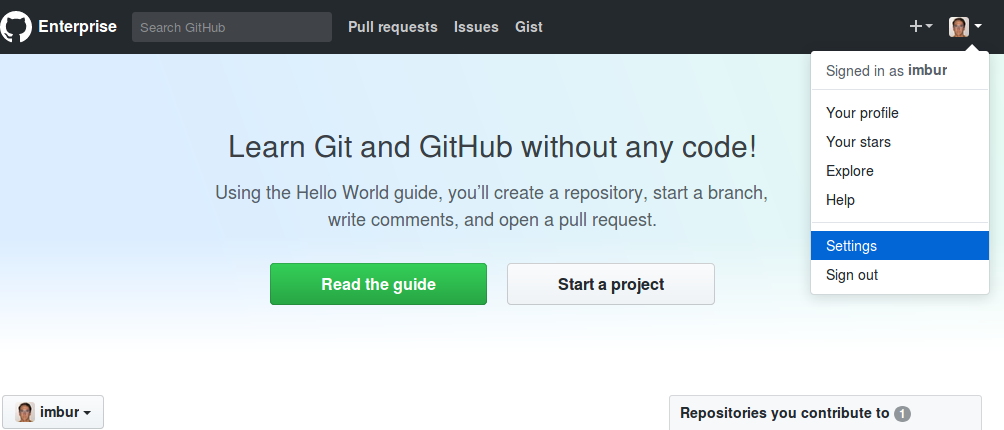 Enterprise
Search GitHub
Pull requests
Issues
Gist
Signed in as imbur
Your profile
Your stars
Explore
Help
Settings
Sign out
Learn Git and GitHub without any code!
Using the Hello World guide, you’ll create a repository, start a branch,
write comments, and open a pull request.
Read the guide
Start a project
imbur
Repositories you contribute to 1